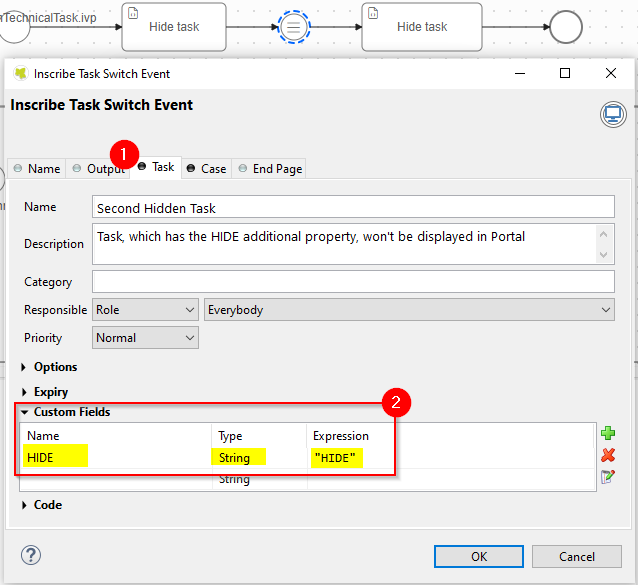 TechnicalTask.ivp
Hide task
Hide task
Inscribe Task Switch Event
Inscribe Task Switch Event
1
Name
Output
Task
Case
End Page
Name
Second Hidden Task
Description
Task, which has the HIDE additional property, won't be displayed in Portal
Category
Responsible
Role
Everybody
Priority
Normal
Options
Expiry
2
Custom Fields
Name
Type
Expression
HIDE
String
"HIDE"
String
Code
?
OK
Cancel